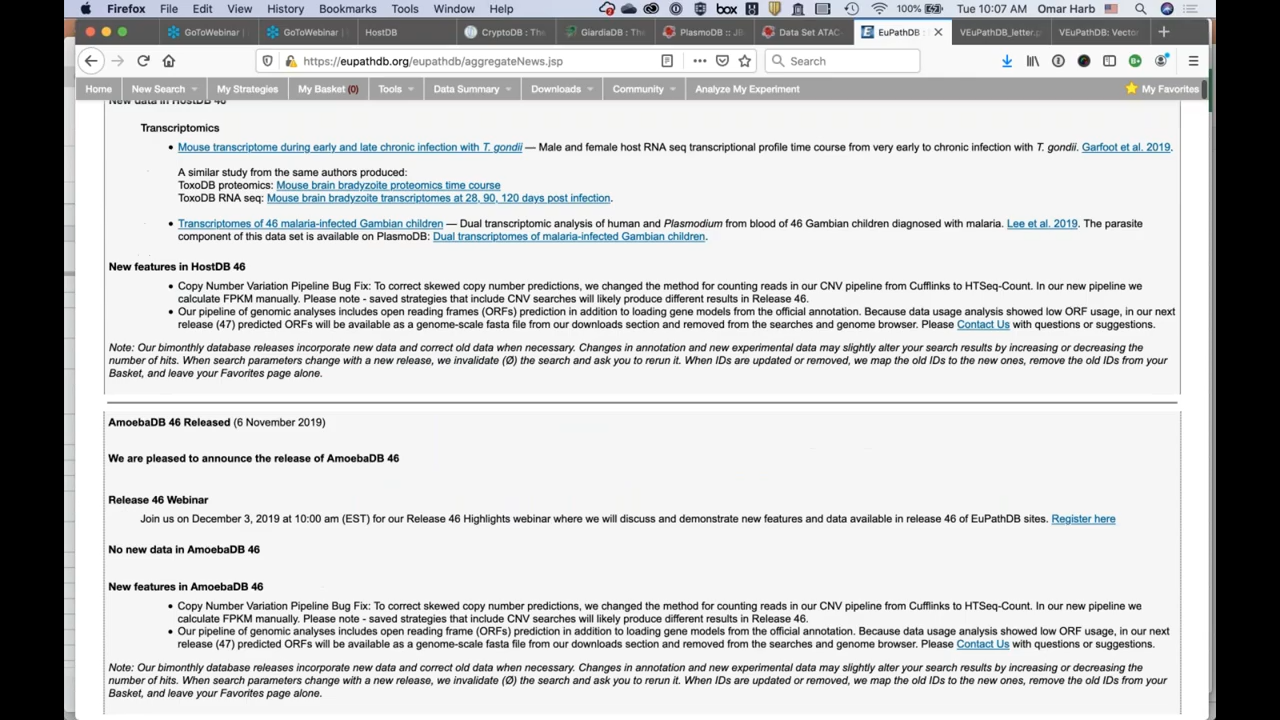 Firefox File Edit View History Bookmarks Tools Window Help box 100% Tue 10:07 AM Omar Harb
GoToWebinar GoToWebinar HostDB CryptoDB : The GiardiaDB : The PlasmoDB :: JB Data Set ATAC- EuPathDB : VEuPathDB_letter.p VEuPathDB: Vector
https://eupathdb.org/eupathdb/aggregateNews.jsp Search
Home New Search My Strategies My Basket (0) Tools Data Summary Downloads Community Analyze My Experiment My Favorites
New data in HostDB 46
Transcriptomics
• Mouse transcriptome during early and late chronic infection with T. gondii — Male and female host RNA seq transcriptional profile time course from very early to chronic infection with T. gondii. Garfoot et al. 2019.
A similar study from the same authors produced:
ToxoDB proteomics: Mouse brain bradyzoite proteomics time course
ToxoDB RNA seq: Mouse brain bradyzoite transcriptomes at 28, 90, 120 days post infection.
• Transcriptomes of 46 malaria-infected Gambian children — Dual transcriptomic analysis of human and Plasmodium from blood of 46 Gambian children diagnosed with malaria. Lee et al. 2019. The parasite
component of this data set is available on PlasmoDB: Dual transcriptomes of malaria-infected Gambian children.
New features in HostDB 46
• Copy Number Variation Pipeline Bug Fix: To correct skewed copy number predictions, we changed the method for counting reads in our CNV pipeline from Cufflinks to HTSeq-Count. In our new pipeline we
calculate FPKM manually. Please note - saved strategies that include CNV searches will likely produce different results in Release 46.
• Our pipeline of genomic analyses includes open reading frames (ORFs) prediction in addition to loading gene models from the official annotation. Because data usage analysis showed low ORF usage, in our next
release (47) predicted ORFs will be available as a genome-scale fasta file from our downloads section and removed from the searches and genome browser. Please Contact Us with questions or suggestions.
Note: Our bimonthly database releases incorporate new data and correct old data when necessary. Changes in annotation and new experimental data may slightly alter your search results by increasing or decreasing the
number of hits. When search parameters change with a new release, we invalidate (Ø) the search and ask you to rerun it. When IDs are updated or removed, we map the old IDs to the new ones, remove the old IDs from your
Basket, and leave your Favorites page alone.
AmoebaDB 46 Released (6 November 2019)
We are pleased to announce the release of AmoebaDB 46
Release 46 Webinar
Join us on December 3, 2019 at 10:00 am (EST) for our Release 46 Highlights webinar where we will discuss and demonstrate new features and data available in release 46 of EuPathDB sites. Register here
No new data in AmoebaDB 46
New features in AmoebaDB 46
• Copy Number Variation Pipeline Bug Fix: To correct skewed copy number predictions, we changed the method for counting reads in our CNV pipeline from Cufflinks to HTSeq-Count. In our new pipeline we
calculate FPKM manually. Please note - saved strategies that include CNV searches will likely produce different results in Release 46.
• Our pipeline of genomic analyses includes open reading frame (ORFs) prediction in addition to loading gene models from the official annotation. Because data usage analysis showed low ORF usage, in our next
release (47) predicted ORFs will be available as a genome-scale fasta file from our downloads section and removed from the searches and genome browser. Please Contact Us with questions or suggestions.
Note: Our bimonthly database releases incorporate new data and correct old data when necessary. Changes in annotation and new experimental data may slightly alter your search results by increasing or decreasing the
number of hits. When search parameters change with a new release, we invalidate (Ø) the search and ask you to rerun it. When IDs are updated or removed, we map the old IDs to the new ones, remove the old IDs from your
Basket, and leave your Favorites page alone.